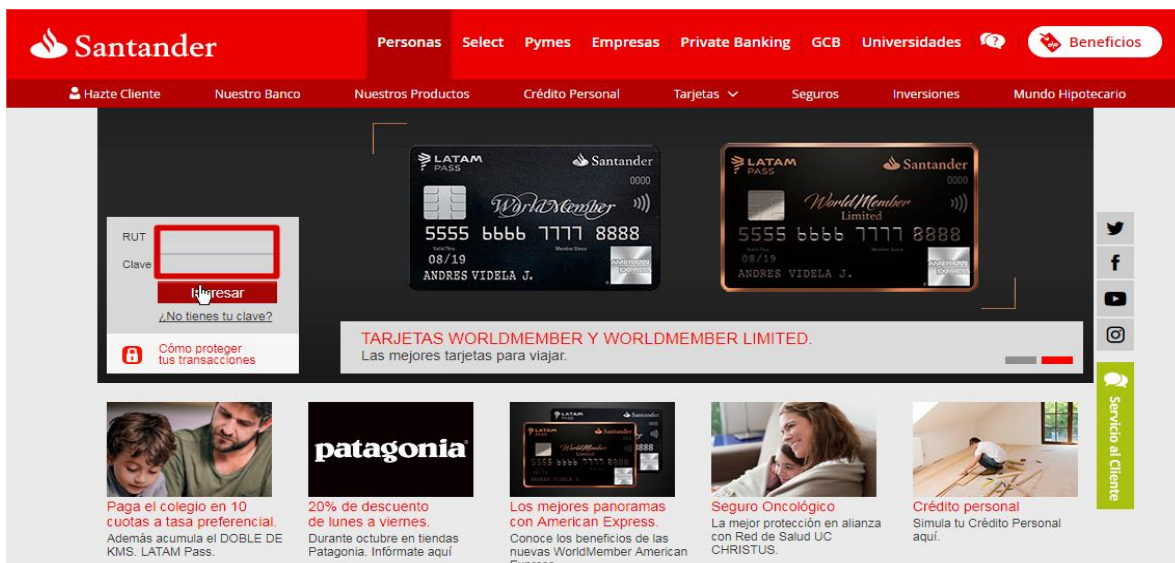 Santander
Personas Select Pymes Empresas Private Banking GCB Universidades Beneficios
Hazte Cliente Nuestro Banco Nuestros Productos Crédito Personal Tarjetas Seguros Inversiones Mundo Hipotecario
LATAM PASS Santander
0000
WorldMember
5555 6666 7777 8888
Valid Thru Member Since
08/19
ANDRES VIDELA J.
AMERICAN EXPRESS
LATAM PASS Santander
0000
WorldMember
Limited
5555 6666 7777 8888
08/19
ANDRES VIDELA J.
AMERICAN EXPRESS
RUT
Clave
Ingresar
¿No tienes tu clave?
Cómo proteger
tus transacciones
TARJETAS WORLDMEMBER Y WORLDMEMBER LIMITED.
Las mejores tarjetas para viajar.
Servicio al Cliente
patagonia
Paga el colegio en 10
cuotas a tasa preferencial.
Además acumula el DOBLE DE
KMS. LATAM Pass.
20% de descuento
de lunes a viernes.
Durante octubre en tiendas
Patagonia. Infórmate aquí
Los mejores panoramas
con American Express.
Conoce los beneficios de las
nuevas WorldMember American
Express
Seguro Oncológico
La mejor protección en alianza
con Red de Salud UC
CHRISTUS.
Crédito personal
Simula tu Crédito Personal
aquí.